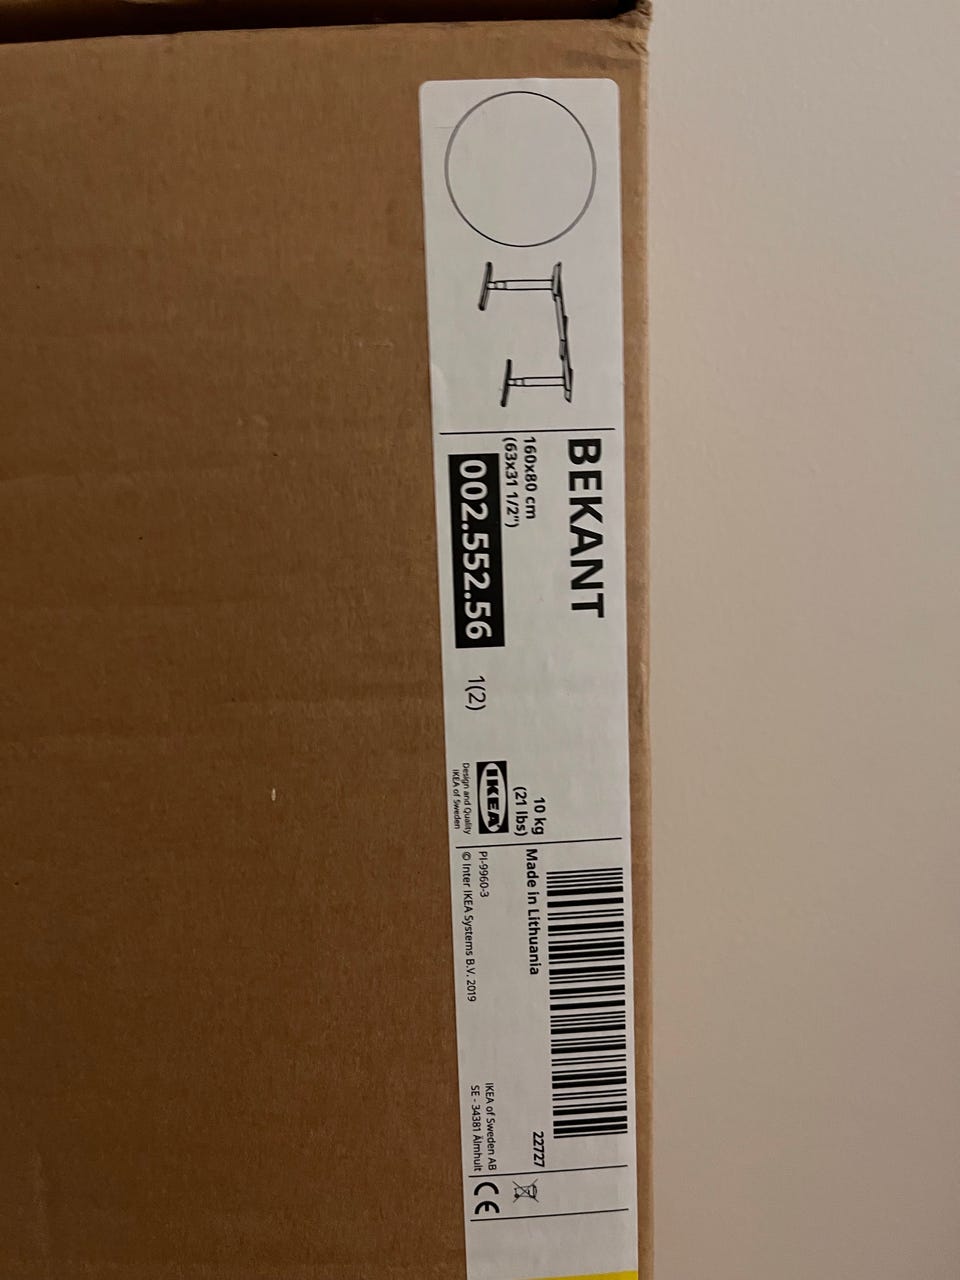 BEKANT
160x80 cm
(63x31 1/2")
002.552.56
1(2)
10 kg
(21 lbs)
IKEA
Design and Quality
IKEA of Sweden
Made in Lithuania
22727
PI-9960-3
© Inter IKEA Systems B.V. 2019
IKEA of Sweden AB
SE - 34381 Älmhult
CE